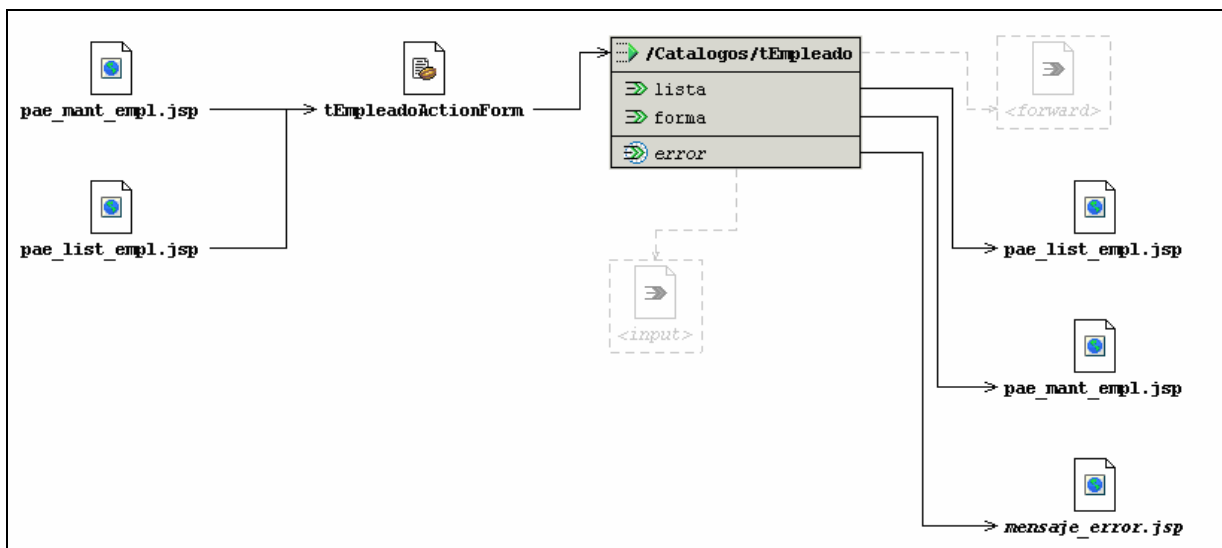 pae_mant_empl.jsp
tEmpleadoActionForm
/Catalogos/tEmpleado
lista
forma
error
<forward>
pae_list_empl.jsp
<input>
pae_list_empl.jsp
pae_mant_empl.jsp
mensaje_error.jsp